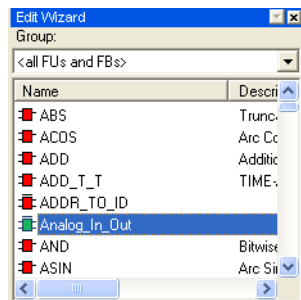 Edit Wizard
Group:
<all FUs and FBs>
Name Descri
ABS Trunc
ACOS Arc Co
ADD Additic
ADD_T_T TIME
ADDR_TO_ID
Analog_In_Out
AND Bitwise
ASIN Arc Si